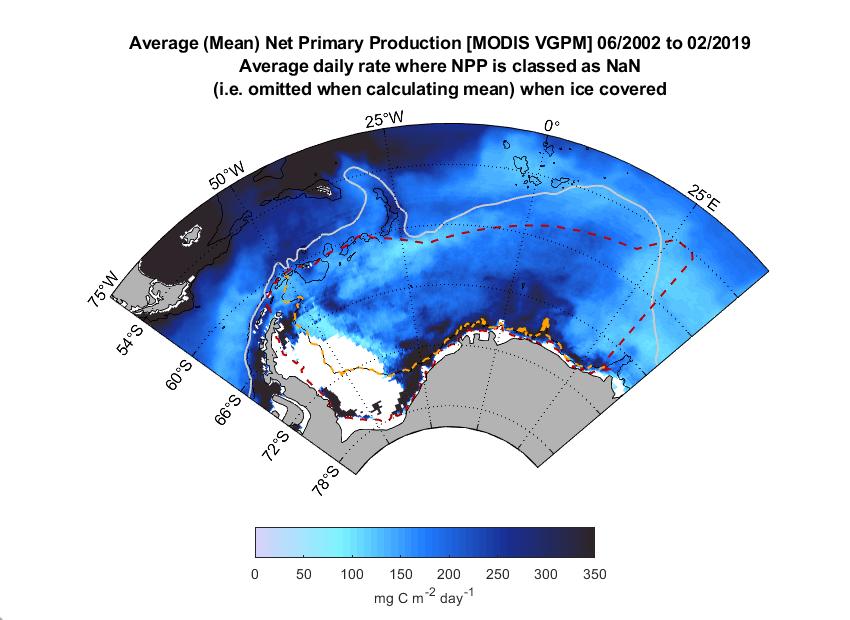 Average (Mean) Net Primary Production [MODIS VGPM] 06/2002 to 02/2019
Average daily rate where NPP is classed as NaN
(i.e. omitted when calculating mean) when ice covered
25°W
0°
50°W
25°E
75°W
54°S
60°S
66°S
72°S
78°S
0 50 100 150 200 250 300 350
mg C m⁻² day⁻¹